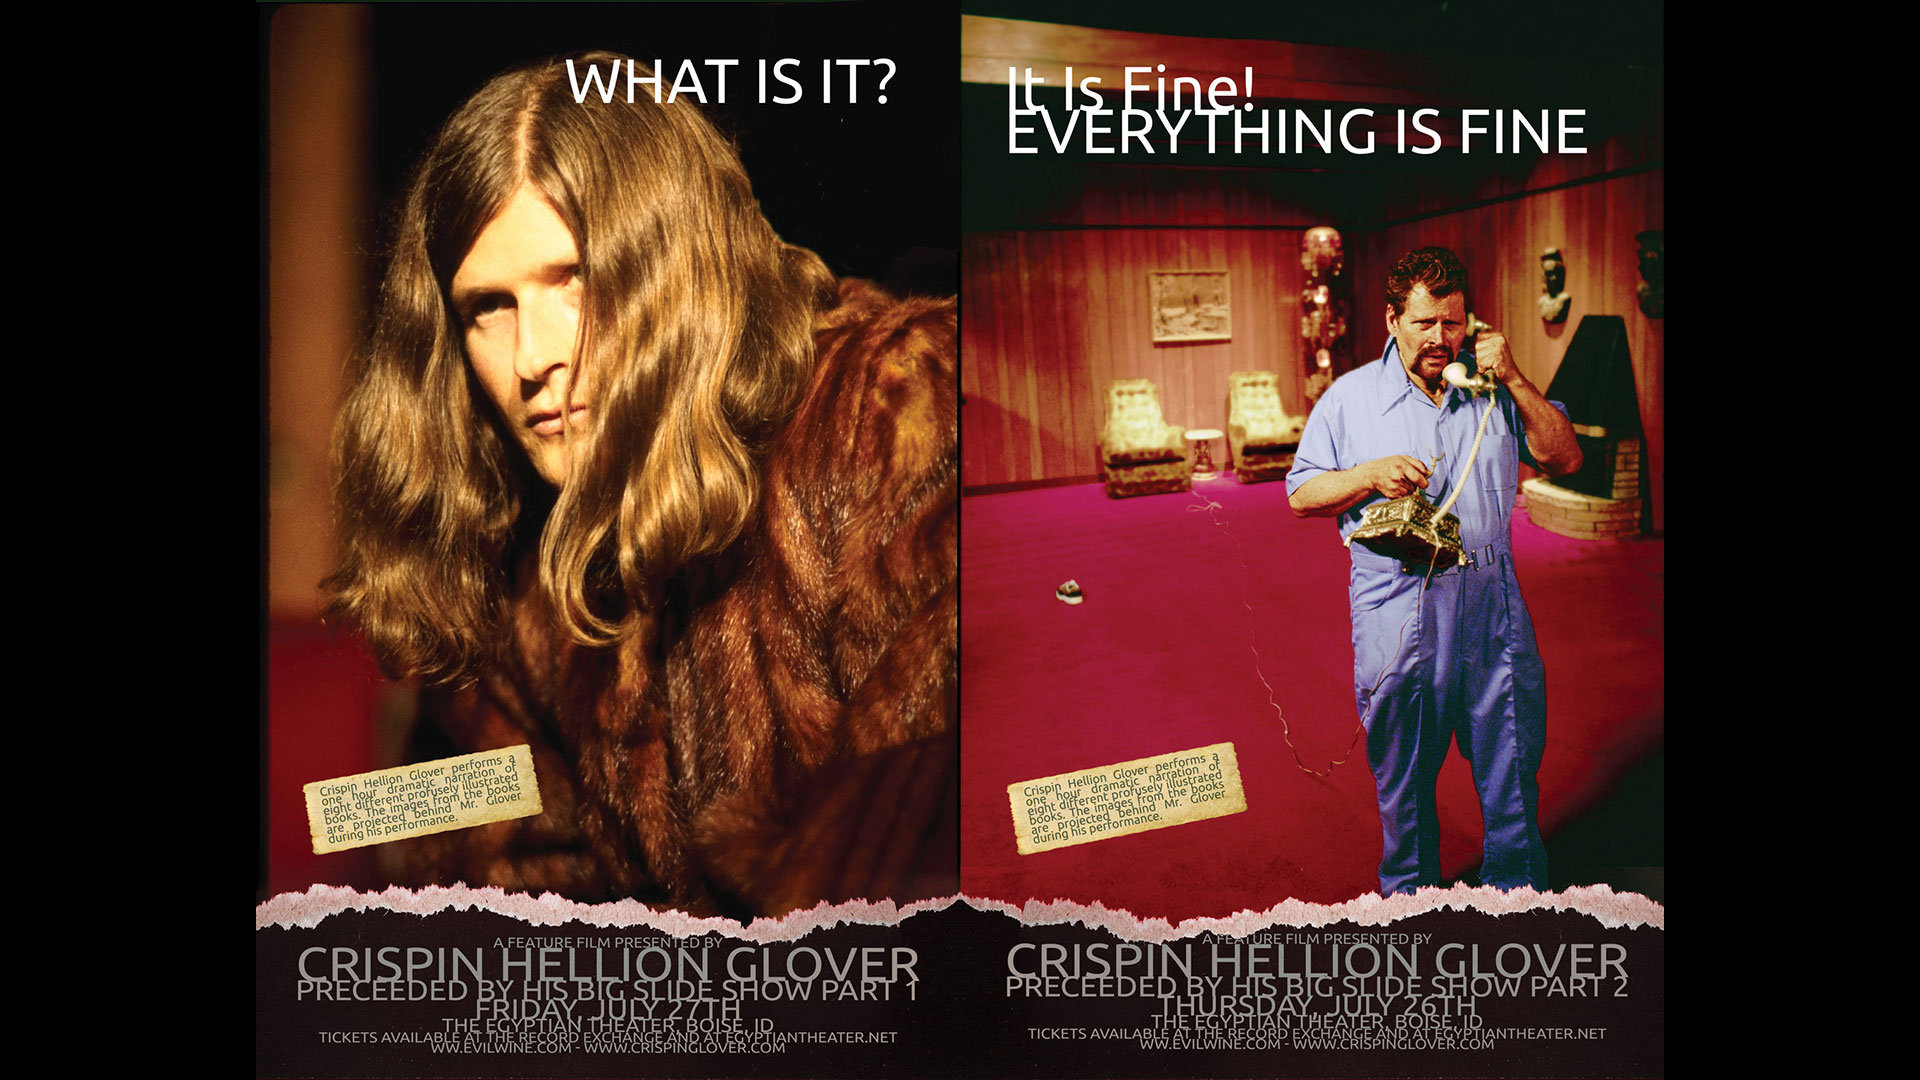 WHAT IS IT?
Crispin Hellion Glover performs a
one hour dramatic narration of
eight different profusely illustrated
books. The images from the books
are projected behind Mr. Glover
during his performance.
A FEATURE FILM PRESENTED BY
CRISPIN HELLION GLOVER
PRECEEDED BY HIS BIG SLIDE SHOW PART 1
FRIDAY, JULY 27TH
THE EGYPTIAN THEATER, BOISE, ID
TICKETS AVAILABLE AT THE RECORD EXCHANGE AND AT EGYPTIANTHEATER.NET
WW.EVILWINE.COM - WWW.CRISPINGLOVER.COM
It Is Fine!
EVERYTHING IS FINE
Crispin Hellion Glover performs a
one hour dramatic narration of
eight different profusely illustrated
books. The images from the books
are projected behind Mr. Glover
during his performance.
A FEATURE FILM PRESENTED BY
CRISPIN HELLION GLOVER
PRECEEDED BY HIS BIG SLIDE SHOW PART 2
THURSDAY, JULY 26TH
THE EGYPTIAN THEATER, BOISE, ID
TICKETS AVAILABLE AT THE RECORD EXCHANGE AND AT EGYPTIANTHEATER.NET
WW.EVILWINE.COM - WWW.CRISPINGLOVER.COM